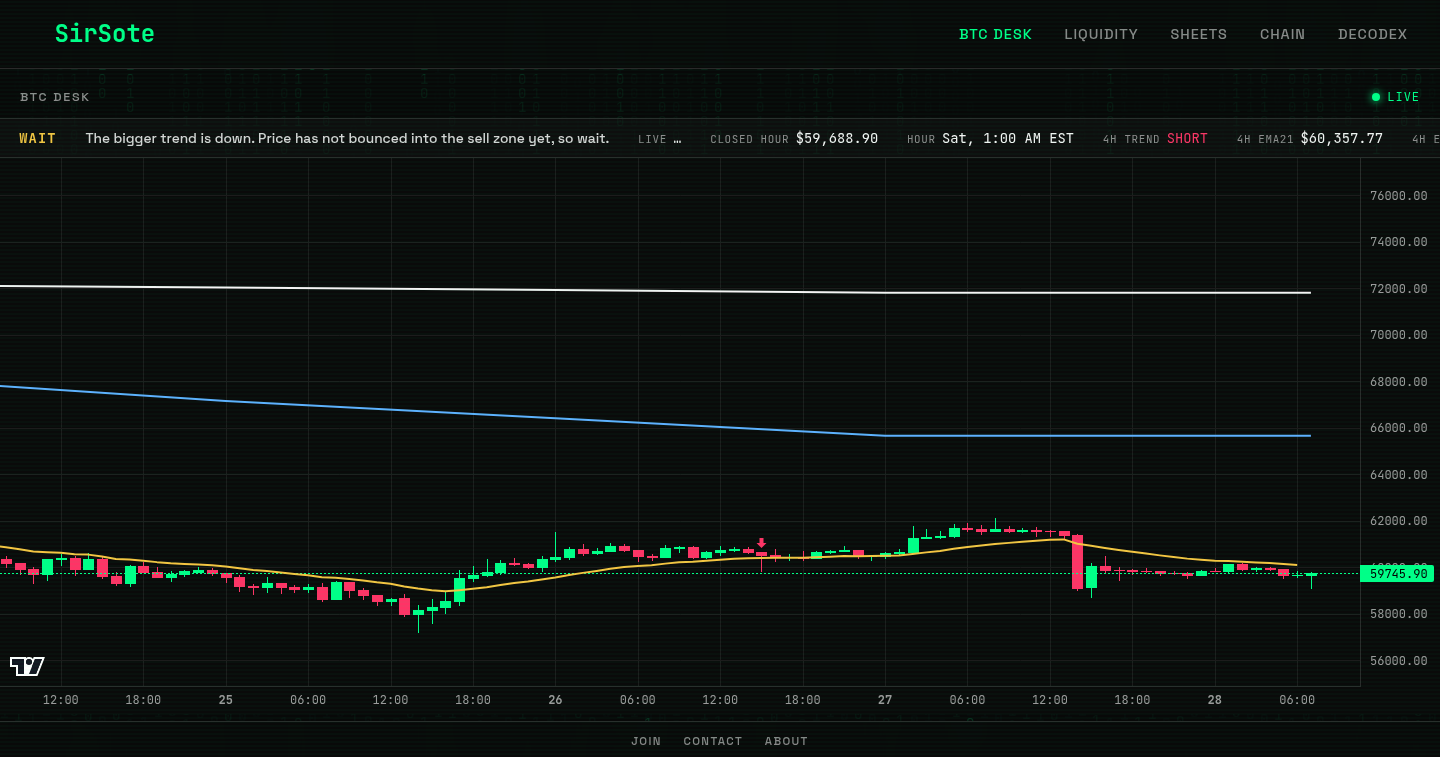 SirSote
BTC DESK LIQUIDITY SHEETS CHAIN DECODEX
BTC DESK
LIVE
WAIT The bigger trend is down. Price has not bounced into the sell zone yet, so wait. LIVE … CLOSED HOUR $59,688.90 HOUR Sat, 1:00 AM EST 4H TREND SHORT 4H EMA21 $60,357.77 4H E
76000.00
74000.00
72000.00
70000.00
68000.00
66000.00
64000.00
62000.00
59745.90
58000.00
56000.00
12:00 18:00 25 06:00 12:00 18:00 26 06:00 12:00 18:00 27 06:00 12:00 18:00 28 06:00
JOIN CONTACT ABOUT